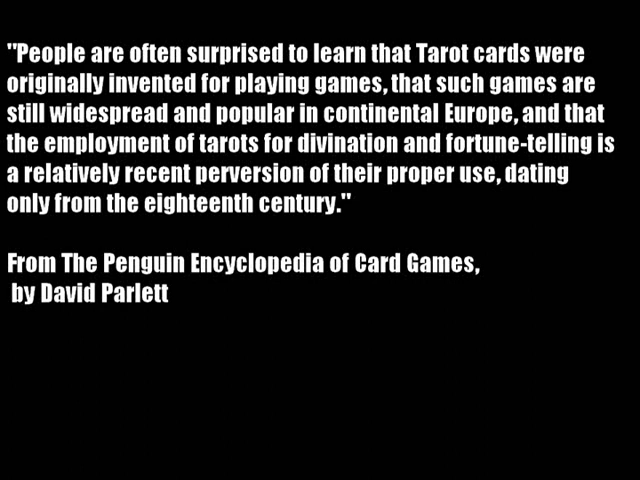 "People are often surprised to learn that Tarot cards were
originally invented for playing games, that such games are
still widespread and popular in continental Europe, and that
the employment of tarots for divination and fortune-telling is
a relatively recent perversion of their proper use, dating
only from the eighteenth century."
From The Penguin Encyclopedia of Card Games,
by David Parlett